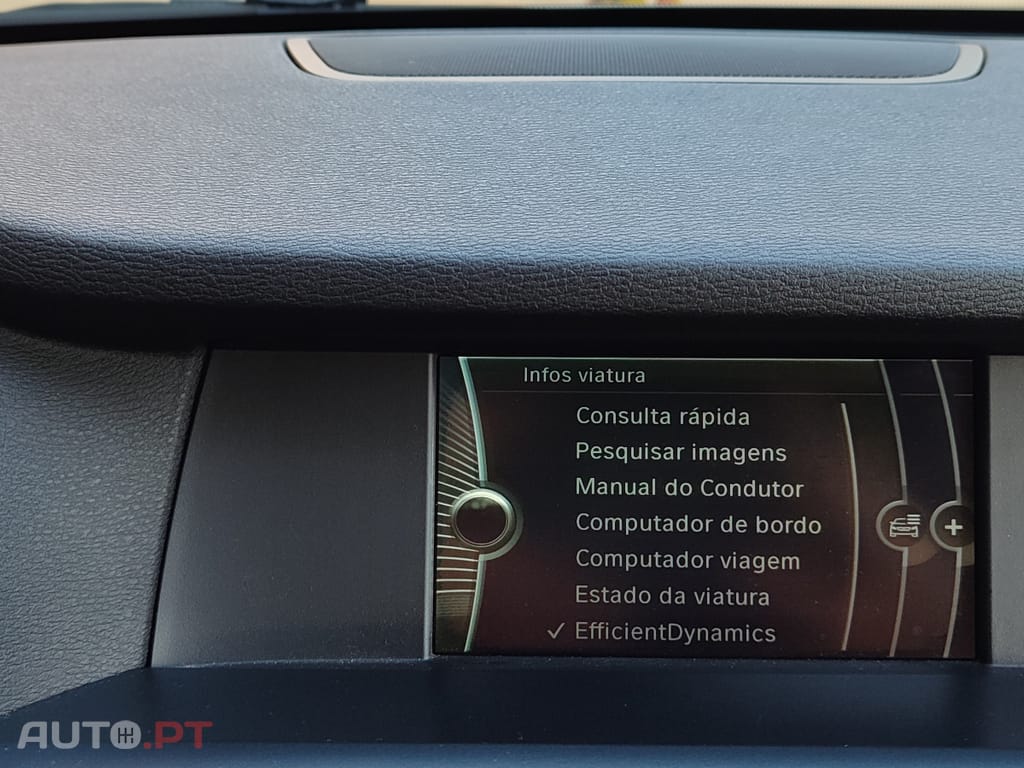 Infos viatura
Consulta rápida
Pesquisar imagens
Manual do Condutor
Computador de bordo
Computador viagem
Estado da viatura
✓ EfficientDynamics
AUTO.PT